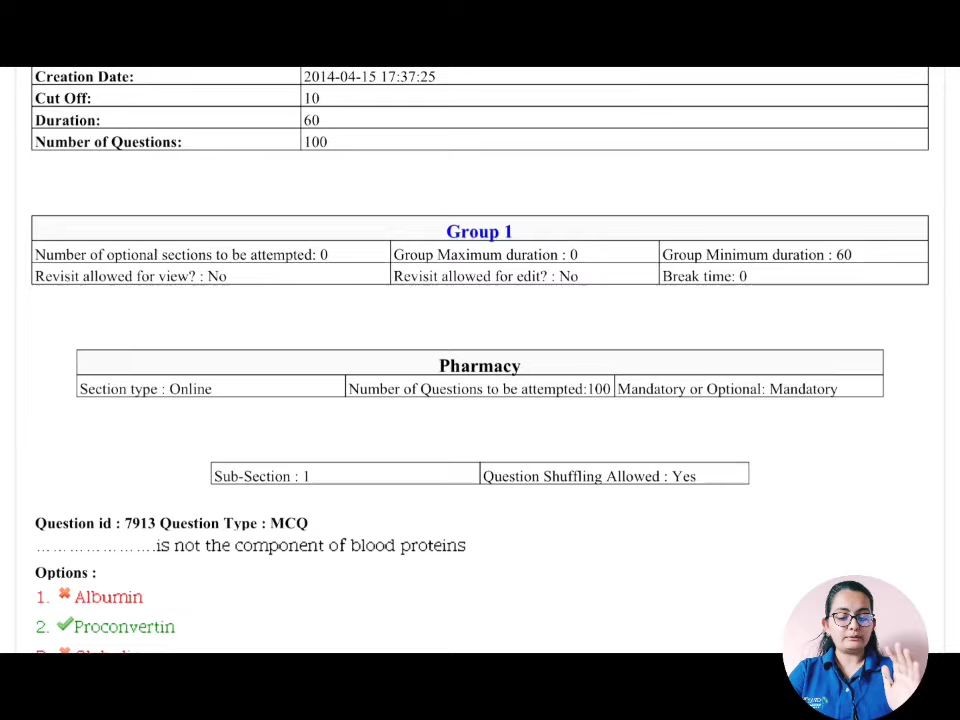 Creation Date: 2014-04-15 17:37:25
Cut Off: 10
Duration: 60
Number of Questions: 100
Group 1
Number of optional sections to be attempted: 0 Group Maximum duration : 0 Group Minimum duration : 60
Revisit allowed for view? : No Revisit allowed for edit? : No Break time: 0
Pharmacy
Section type : Online Number of Questions to be attempted:100 Mandatory or Optional: Mandatory
Sub-Section : 1 Question Shuffling Allowed : Yes
Question id : 7913 Question Type : MCQ
………………….is not the component of blood proteins
Options :
1. ✖ Albumin
2. ✔ Proconvertin